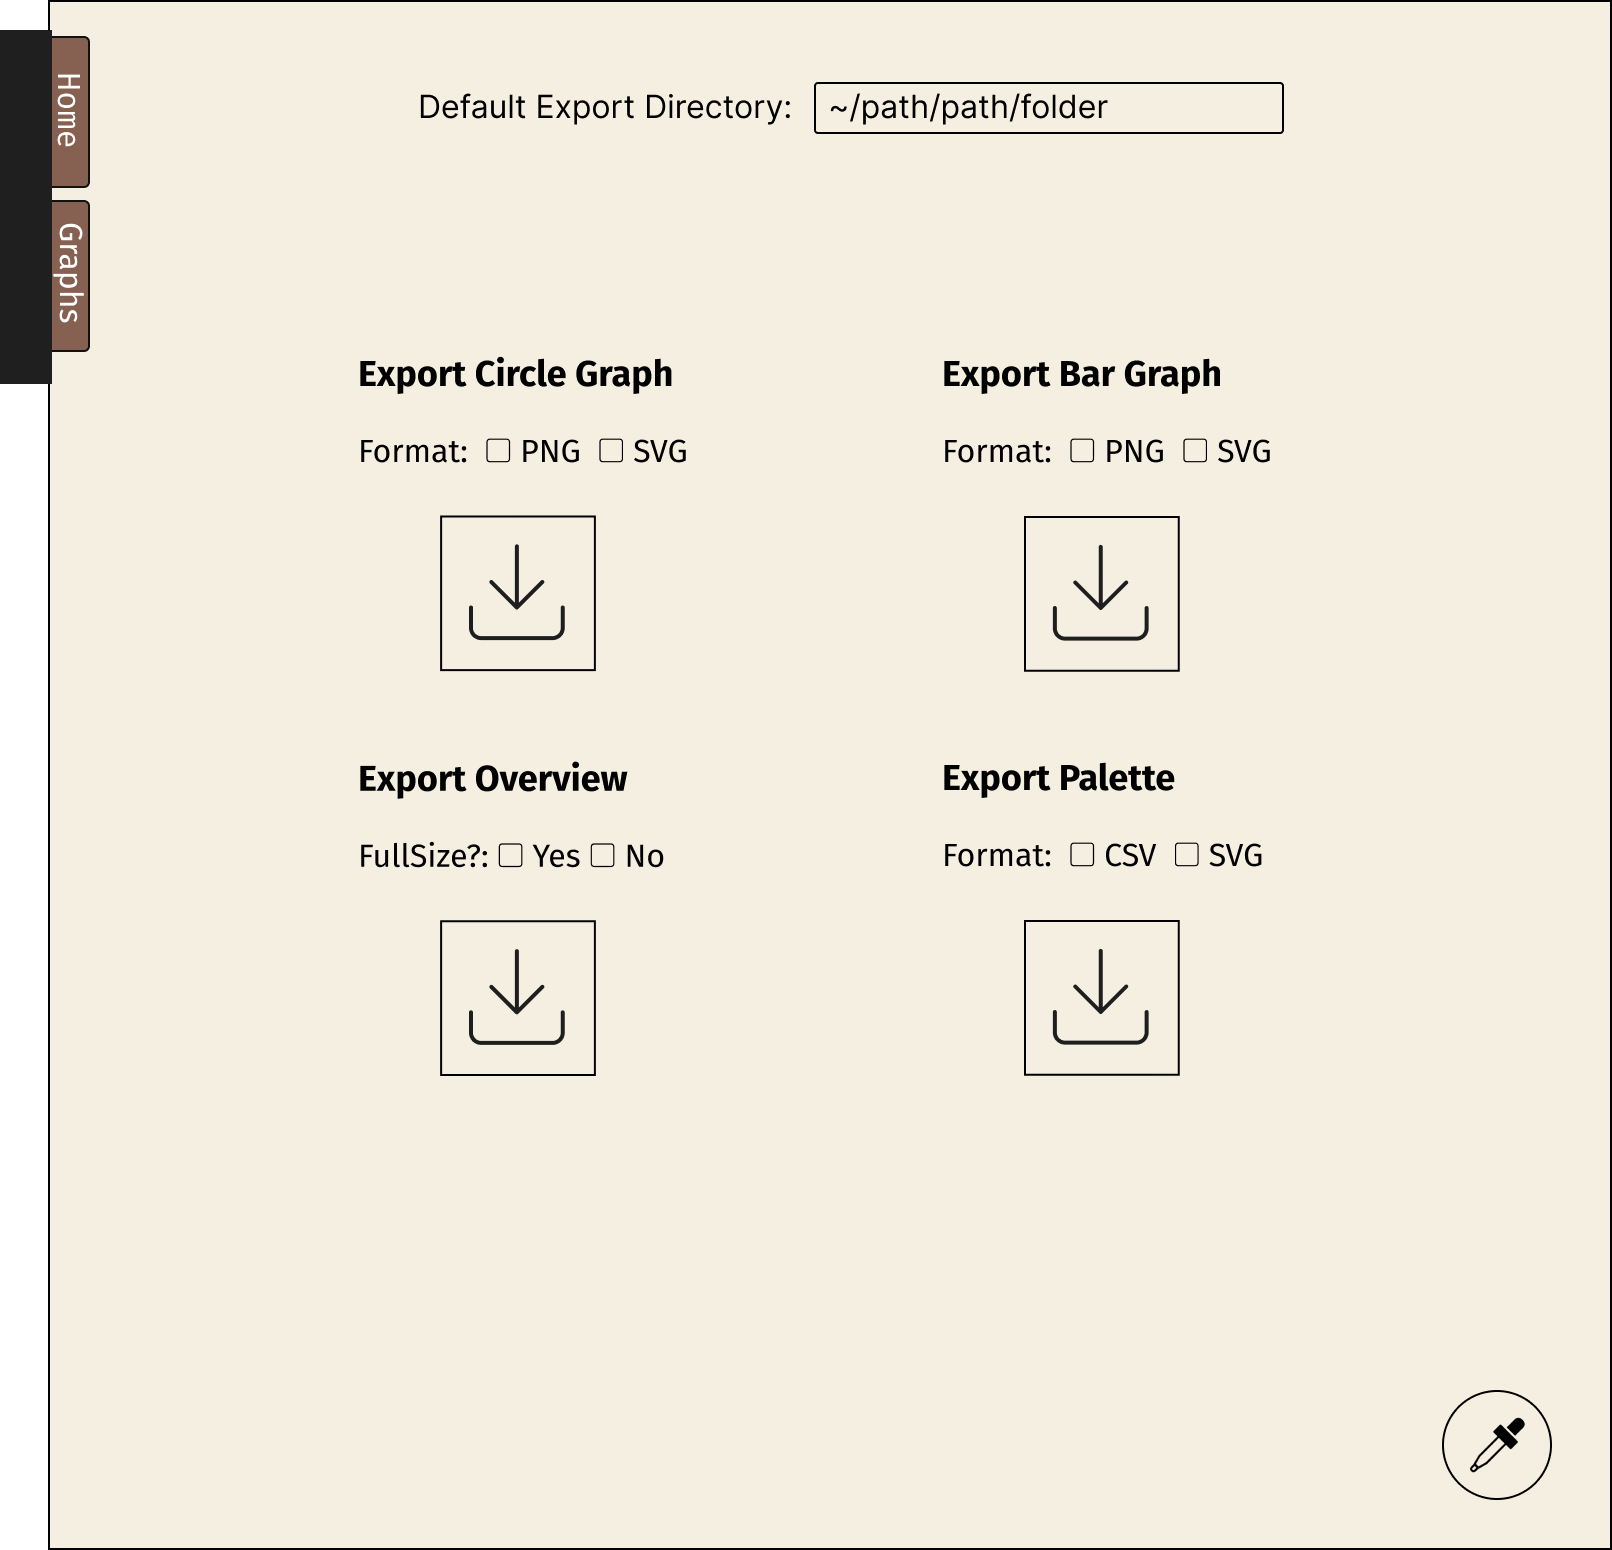 Home
Graphs
Default Export Directory: ~/path/path/folder
Export Circle Graph
Format: PNG SVG
Export Bar Graph
Format: PNG SVG
Export Overview
FullSize?: Yes No
Export Palette
Format: CSV SVG